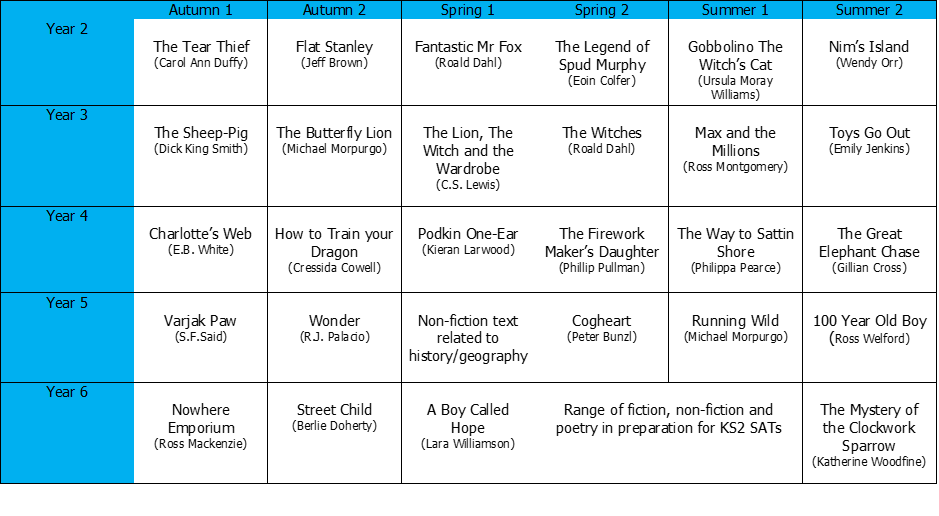 Autumn 1 Autumn 2 Spring 1 Spring 2 Summer 1 Summer 2
Year 2
The Tear Thief
(Carol Ann Duffy)
Flat Stanley
(Jeff Brown)
Fantastic Mr Fox
(Roald Dahl)
The Legend of
Spud Murphy
(Eoin Colfer)
Gobbolino The
Witch’s Cat
(Ursula Moray
Williams)
Nim’s Island
(Wendy Orr)
Year 3
The Sheep-Pig
(Dick King Smith)
The Butterfly Lion
(Michael Morpurgo)
The Lion, The
Witch and the
Wardrobe
(C.S. Lewis)
The Witches
(Roald Dahl)
Max and the
Millions
(Ross Montgomery)
Toys Go Out
(Emily Jenkins)
Year 4
Charlotte’s Web
(E.B. White)
How to Train your
Dragon
(Cressida Cowell)
Podkin One-Ear
(Kieran Larwood)
The Firework
Maker’s Daughter
(Phillip Pullman)
The Way to Sattin
Shore
(Philippa Pearce)
The Great
Elephant Chase
(Gillian Cross)
Year 5
Varjak Paw
(S.F.Said)
Wonder
(R.J. Palacio)
Non-fiction text
related to
history/geography
Cogheart
(Peter Bunzl)
Running Wild
(Michael Morpurgo)
100 Year Old Boy
(Ross Welford)
Year 6
Nowhere
Emporium
(Ross Mackenzie)
Street Child
(Berlie Doherty)
A Boy Called
Hope
(Lara Williamson)
Range of fiction, non-fiction and
poetry in preparation for KS2 SATs
The Mystery of
the Clockwork
Sparrow
(Katherine Woodfine)